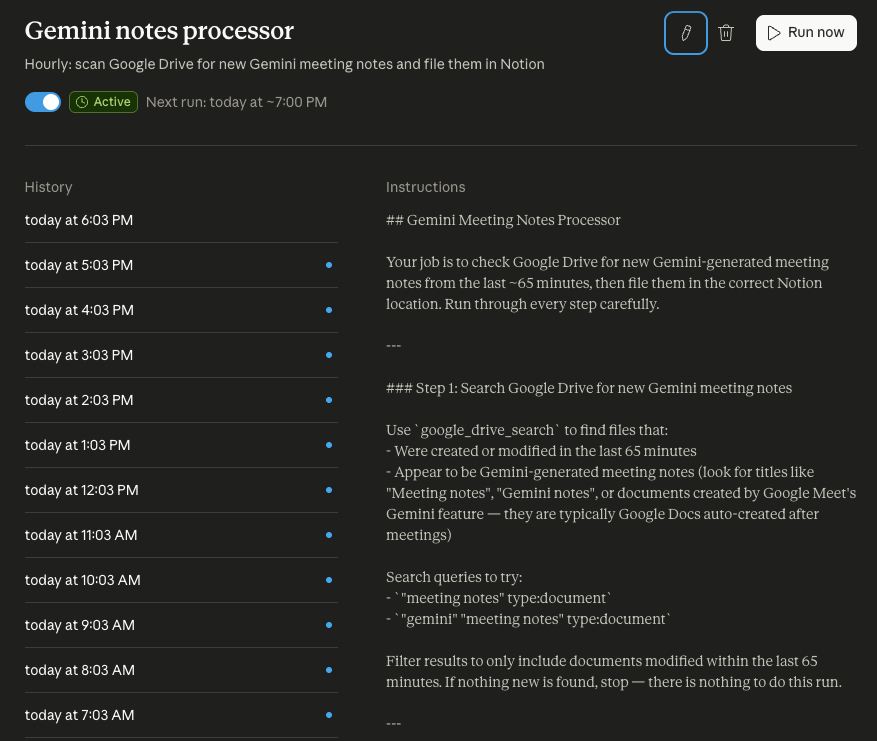 Gemini notes processor
Run now
Hourly: scan Google Drive for new Gemini meeting notes and file them in Notion
Active
Next run: today at ~7:00 PM
History
today at 6:03 PM
today at 5:03 PM
today at 4:03 PM
today at 3:03 PM
today at 2:03 PM
today at 1:03 PM
today at 12:03 PM
today at 11:03 AM
today at 10:03 AM
today at 9:03 AM
today at 8:03 AM
today at 7:03 AM
Instructions
## Gemini Meeting Notes Processor
Your job is to check Google Drive for new Gemini-generated meeting
notes from the last ~65 minutes, then file them in the correct Notion
location. Run through every step carefully.
---
### Step 1: Search Google Drive for new Gemini meeting notes
Use `google_drive_search` to find files that:
- Were created or modified in the last 65 minutes
- Appear to be Gemini-generated meeting notes (look for titles like
"Meeting notes", "Gemini notes", or documents created by Google Meet's
Gemini feature — they are typically Google Docs auto-created after
meetings)
Search queries to try:
- `"meeting notes" type:document`
- `"gemini" "meeting notes" type:document`
Filter results to only include documents modified within the last 65
minutes. If nothing new is found, stop — there is nothing to do this run.
---